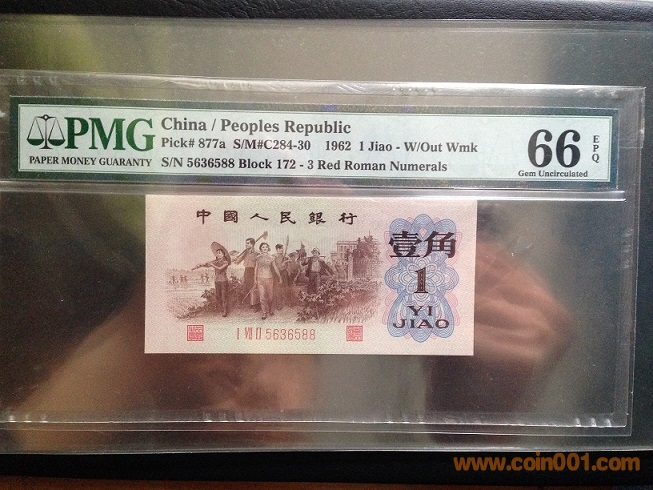 PMG
PAPER MONEY GUARANTY
China / Peoples Republic
Pick# 877a S/M#C284-30 1962 1 Jiao - W/Out Wmk
S/N 5636588 Block 172 - 3 Red Roman Numerals
66
EPQ
Gem Uncirculated
中國人民銀行
壹角
1
YI
JIAO
I VII II 5636588
www.coin001.com